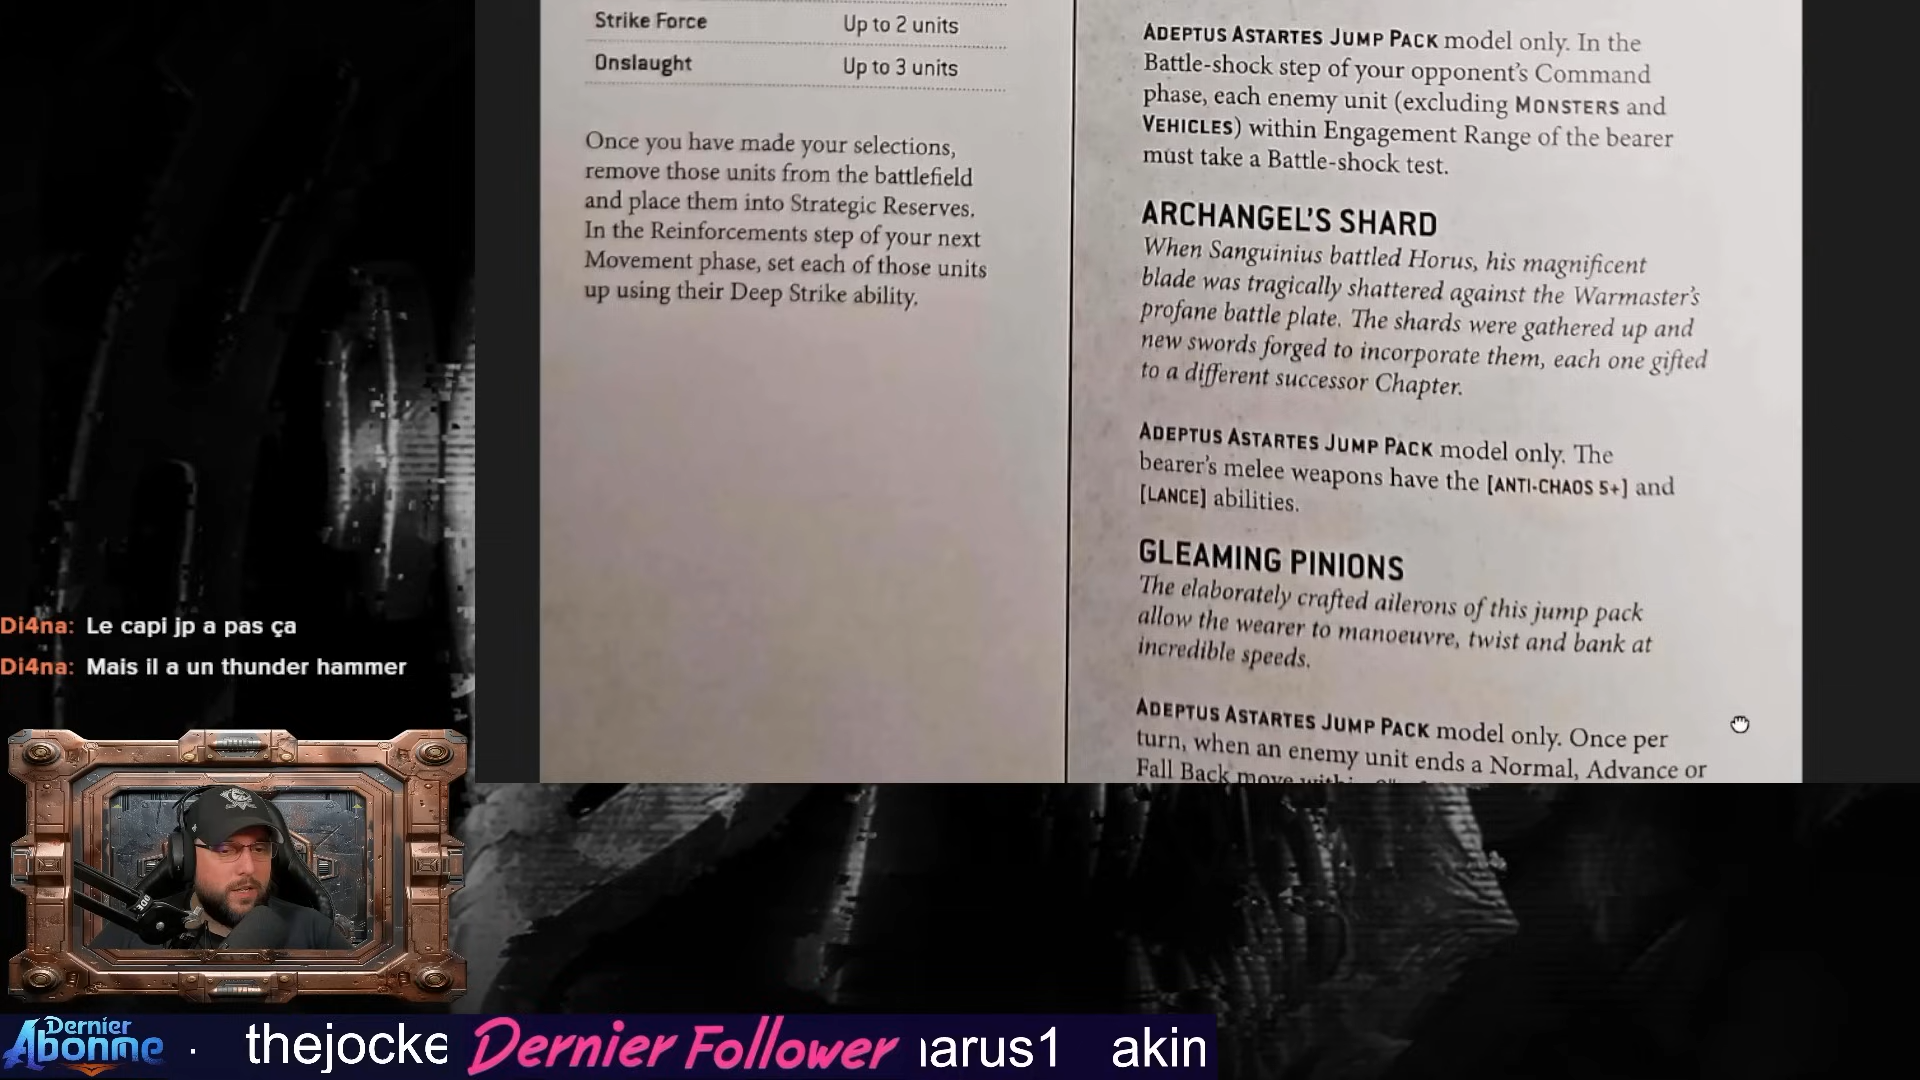 Strike Force Up to 2 units
Onslaught Up to 3 units
Once you have made your selections,
remove those units from the battlefield
and place them into Strategic Reserves.
In the Reinforcements step of your next
Movement phase, set each of those units
up using their Deep Strike ability.
ADEPTUS ASTARTES JUMP PACK model only. In the
Battle-shock step of your opponent's Command
phase, each enemy unit (excluding MONSTERS and
VEHICLES) within Engagement Range of the bearer
must take a Battle-shock test.
ARCHANGEL'S SHARD
When Sanguinius battled Horus, his magnificent
blade was tragically shattered against the Warmaster's
profane battle plate. The shards were gathered up and
new swords forged to incorporate them, each one gifted
to a different successor Chapter.
ADEPTUS ASTARTES JUMP PACK model only. The
bearer's melee weapons have the [ANTI-CHAOS 5+] and
[LANCE] abilities.
GLEAMING PINIONS
The elaborately crafted ailerons of this jump pack
allow the wearer to manoeuvre, twist and bank at
incredible speeds.
ADEPTUS ASTARTES JUMP PACK model only. Once per
turn, when an enemy unit ends a Normal, Advance or
Fall Back move
Di4na: Le capi jp a pas ça
Di4na: Mais il a un thunder hammer
Dernier Abonné · thejocke Dernier Follower arus1 akin